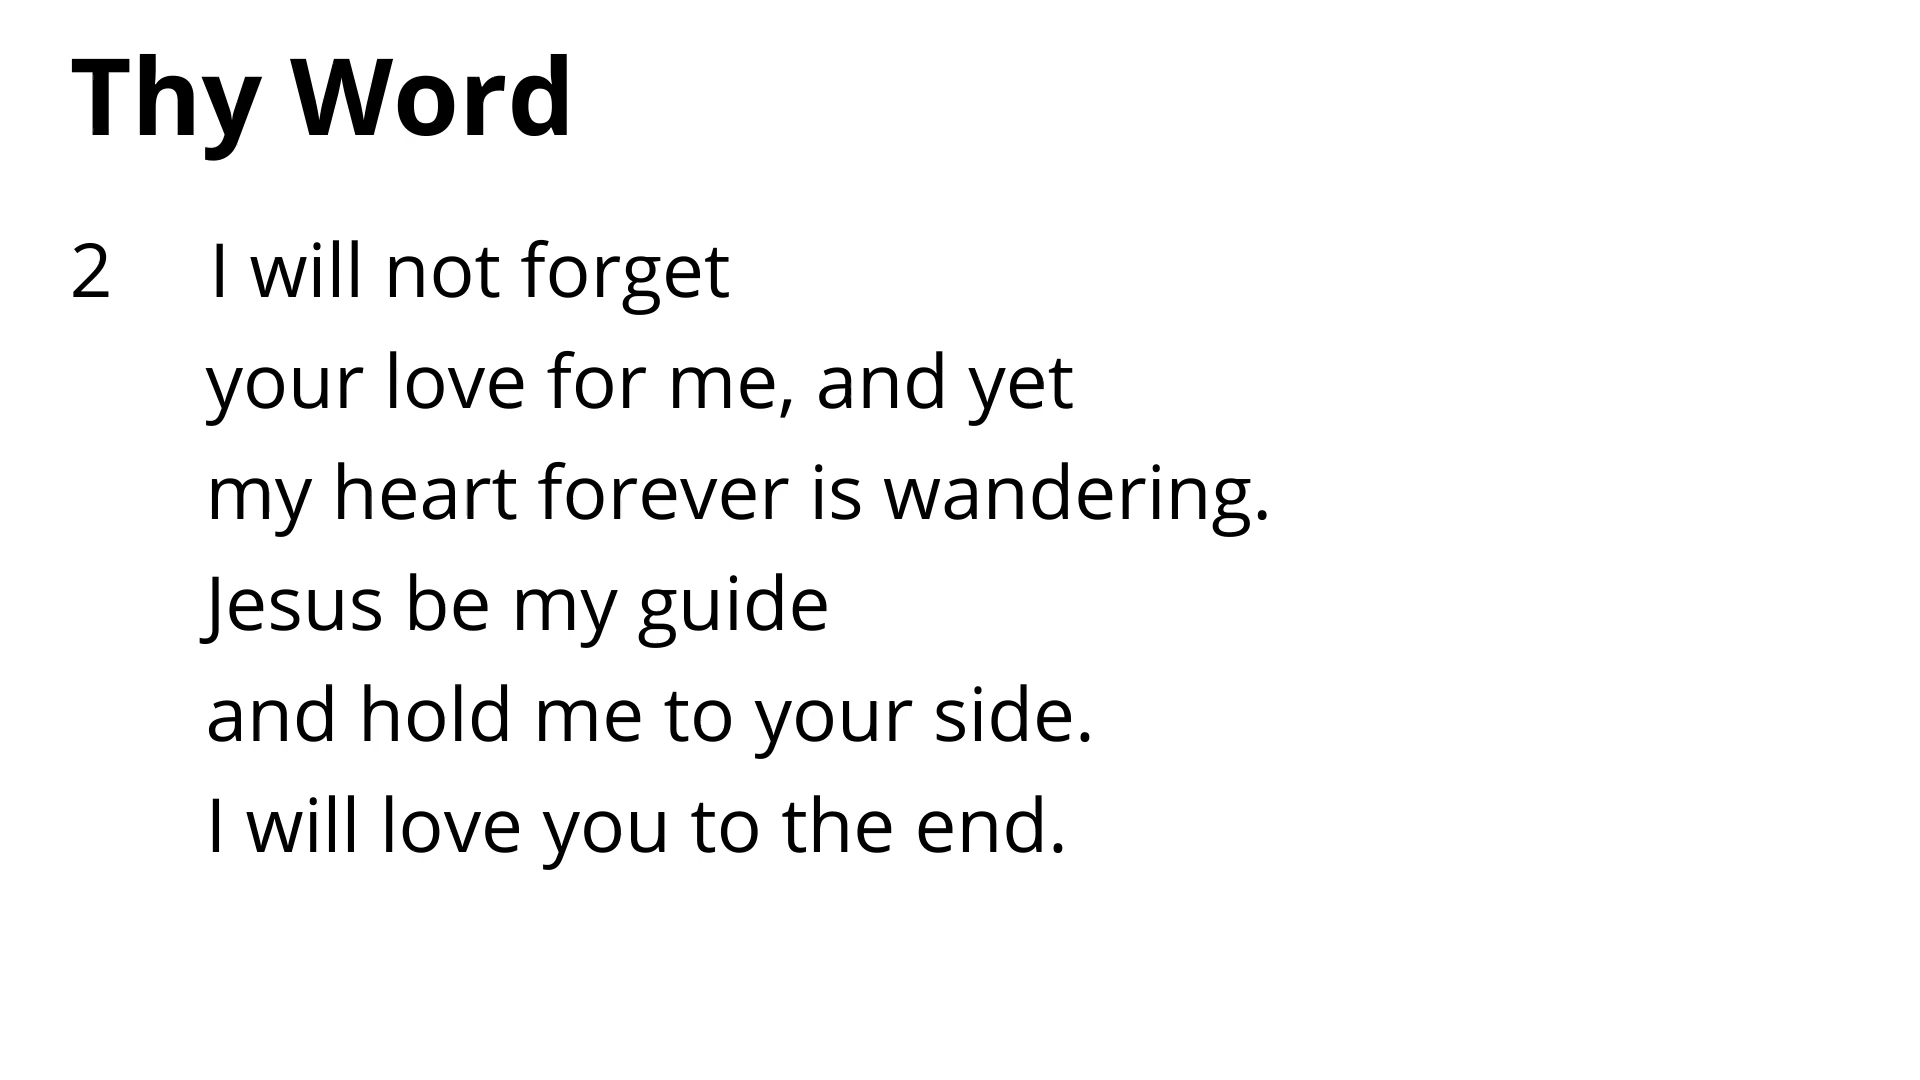 Thy Word
2 I will not forget
your love for me, and yet
my heart forever is wandering.
Jesus be my guide
and hold me to your side.
I will love you to the end.